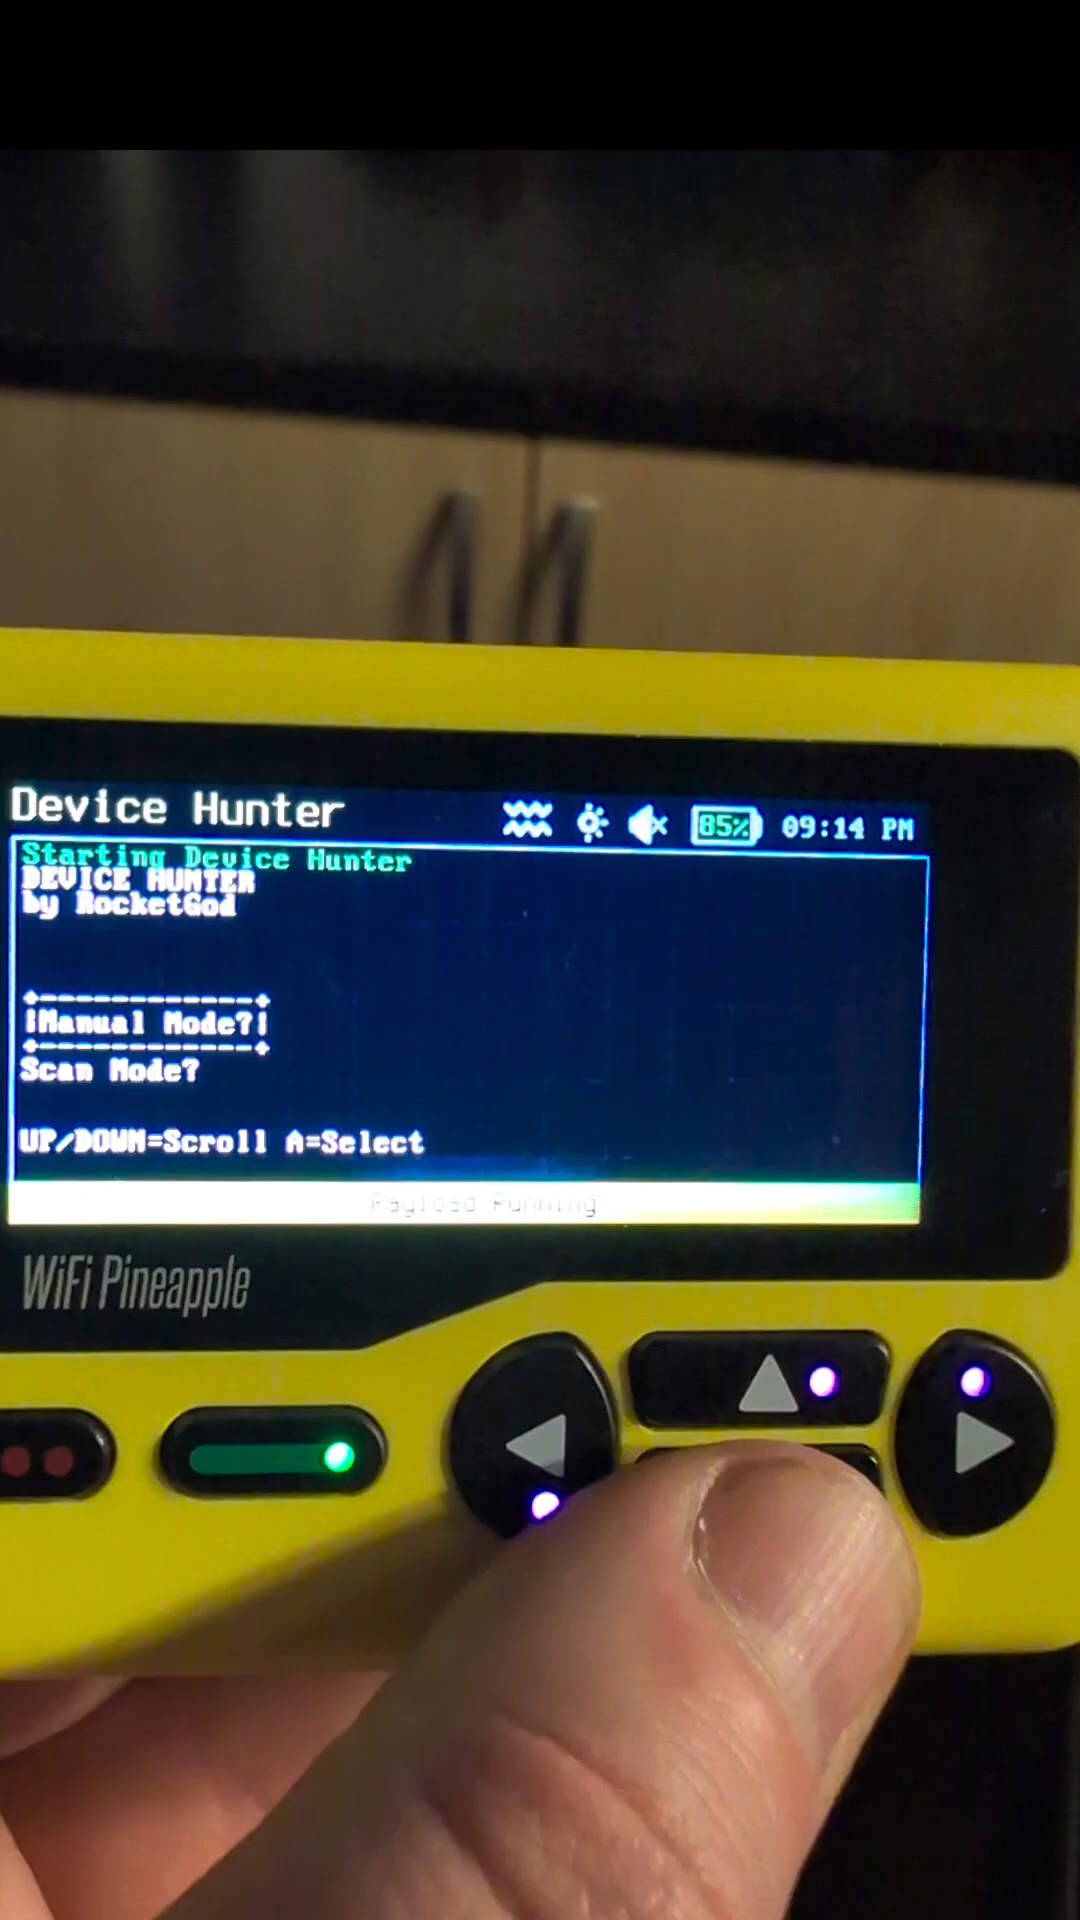 Device Hunter
85% 09:14 PM
Starting Device Hunter
DEVICE HUNTER
by RocketGod
+------------+
|Manual Mode?|
+------------+
Scan Mode?
UP/DOWN=Scroll A=Select
Payload Running
WiFi Pineapple